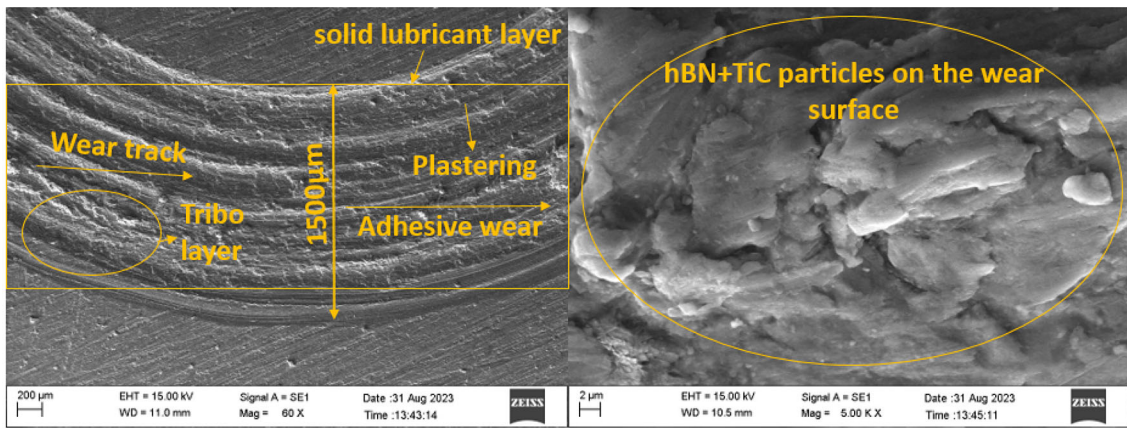 solid lubricant layer
Wear track
1500µm
Plastering
Tribo
layer
Adhesive wear
200 µm
EHT = 15.00 kV
WD = 11.0 mm
Signal A = SE1
Mag = 60 X
Date :31 Aug 2023
Time :13:43:14
ZEISS
hBN+TiC particles on the wear
surface
2 µm
EHT = 15.00 kV
WD = 10.5 mm
Signal A = SE1
Mag = 5.00 K X
Date :31 Aug 2023
Time :13:45:11
ZEISS